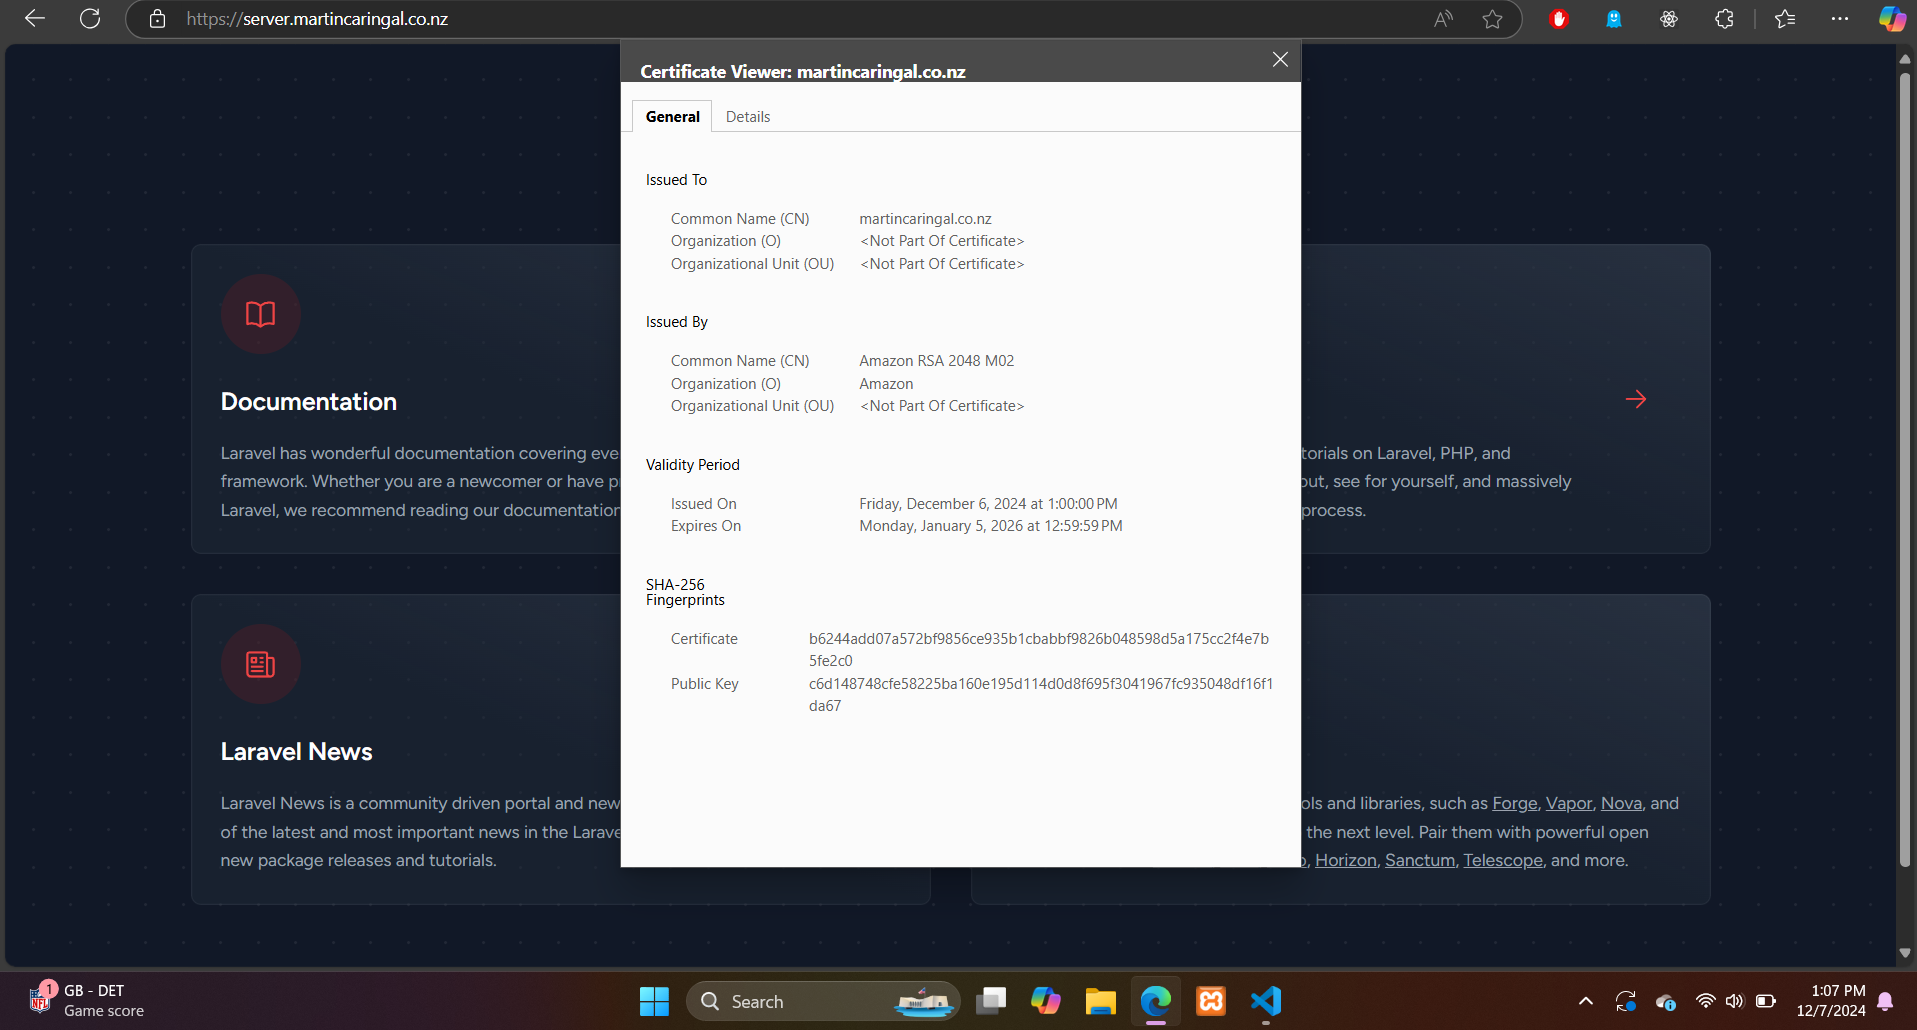 https://server.martincaringal.co.nz
Certificate Viewer: martincaringal.co.nz
General Details
Issued To
Common Name (CN) martincaringal.co.nz
Organization (O) <Not Part Of Certificate>
Organizational Unit (OU) <Not Part Of Certificate>
Issued By
Common Name (CN) Amazon RSA 2048 M02
Organization (O) Amazon
Organizational Unit (OU) <Not Part Of Certificate>
Validity Period
Issued On Friday, December 6, 2024 at 1:00:00 PM
Expires On Monday, January 5, 2026 at 12:59:59 PM
SHA-256
Fingerprints
Certificate b6244add07a572bf9856ce935b1cbabbf9826b048598d5a175cc2f4e7b
5fe2c0
Public Key c6d148748cfe58225ba160e195d114d0d8f695f3041967fc935048df16f1
da67
Documentation
Laravel has wonderful documentation covering eve
framework. Whether you are a newcomer or have p
Laravel, we recommend reading our documentation
torials on Laravel, PHP, and
out, see for yourself, and massively
process.
Laravel News
Laravel News is a community driven portal and new
of the latest and most important news in the Larave
new package releases and tutorials.
ols and libraries, such as Forge, Vapor, Nova, and
the next level. Pair them with powerful open
o, Horizon, Sanctum, Telescope, and more.
1
NFL
GB - DET
Game score
Search
1:07 PM
12/7/2024